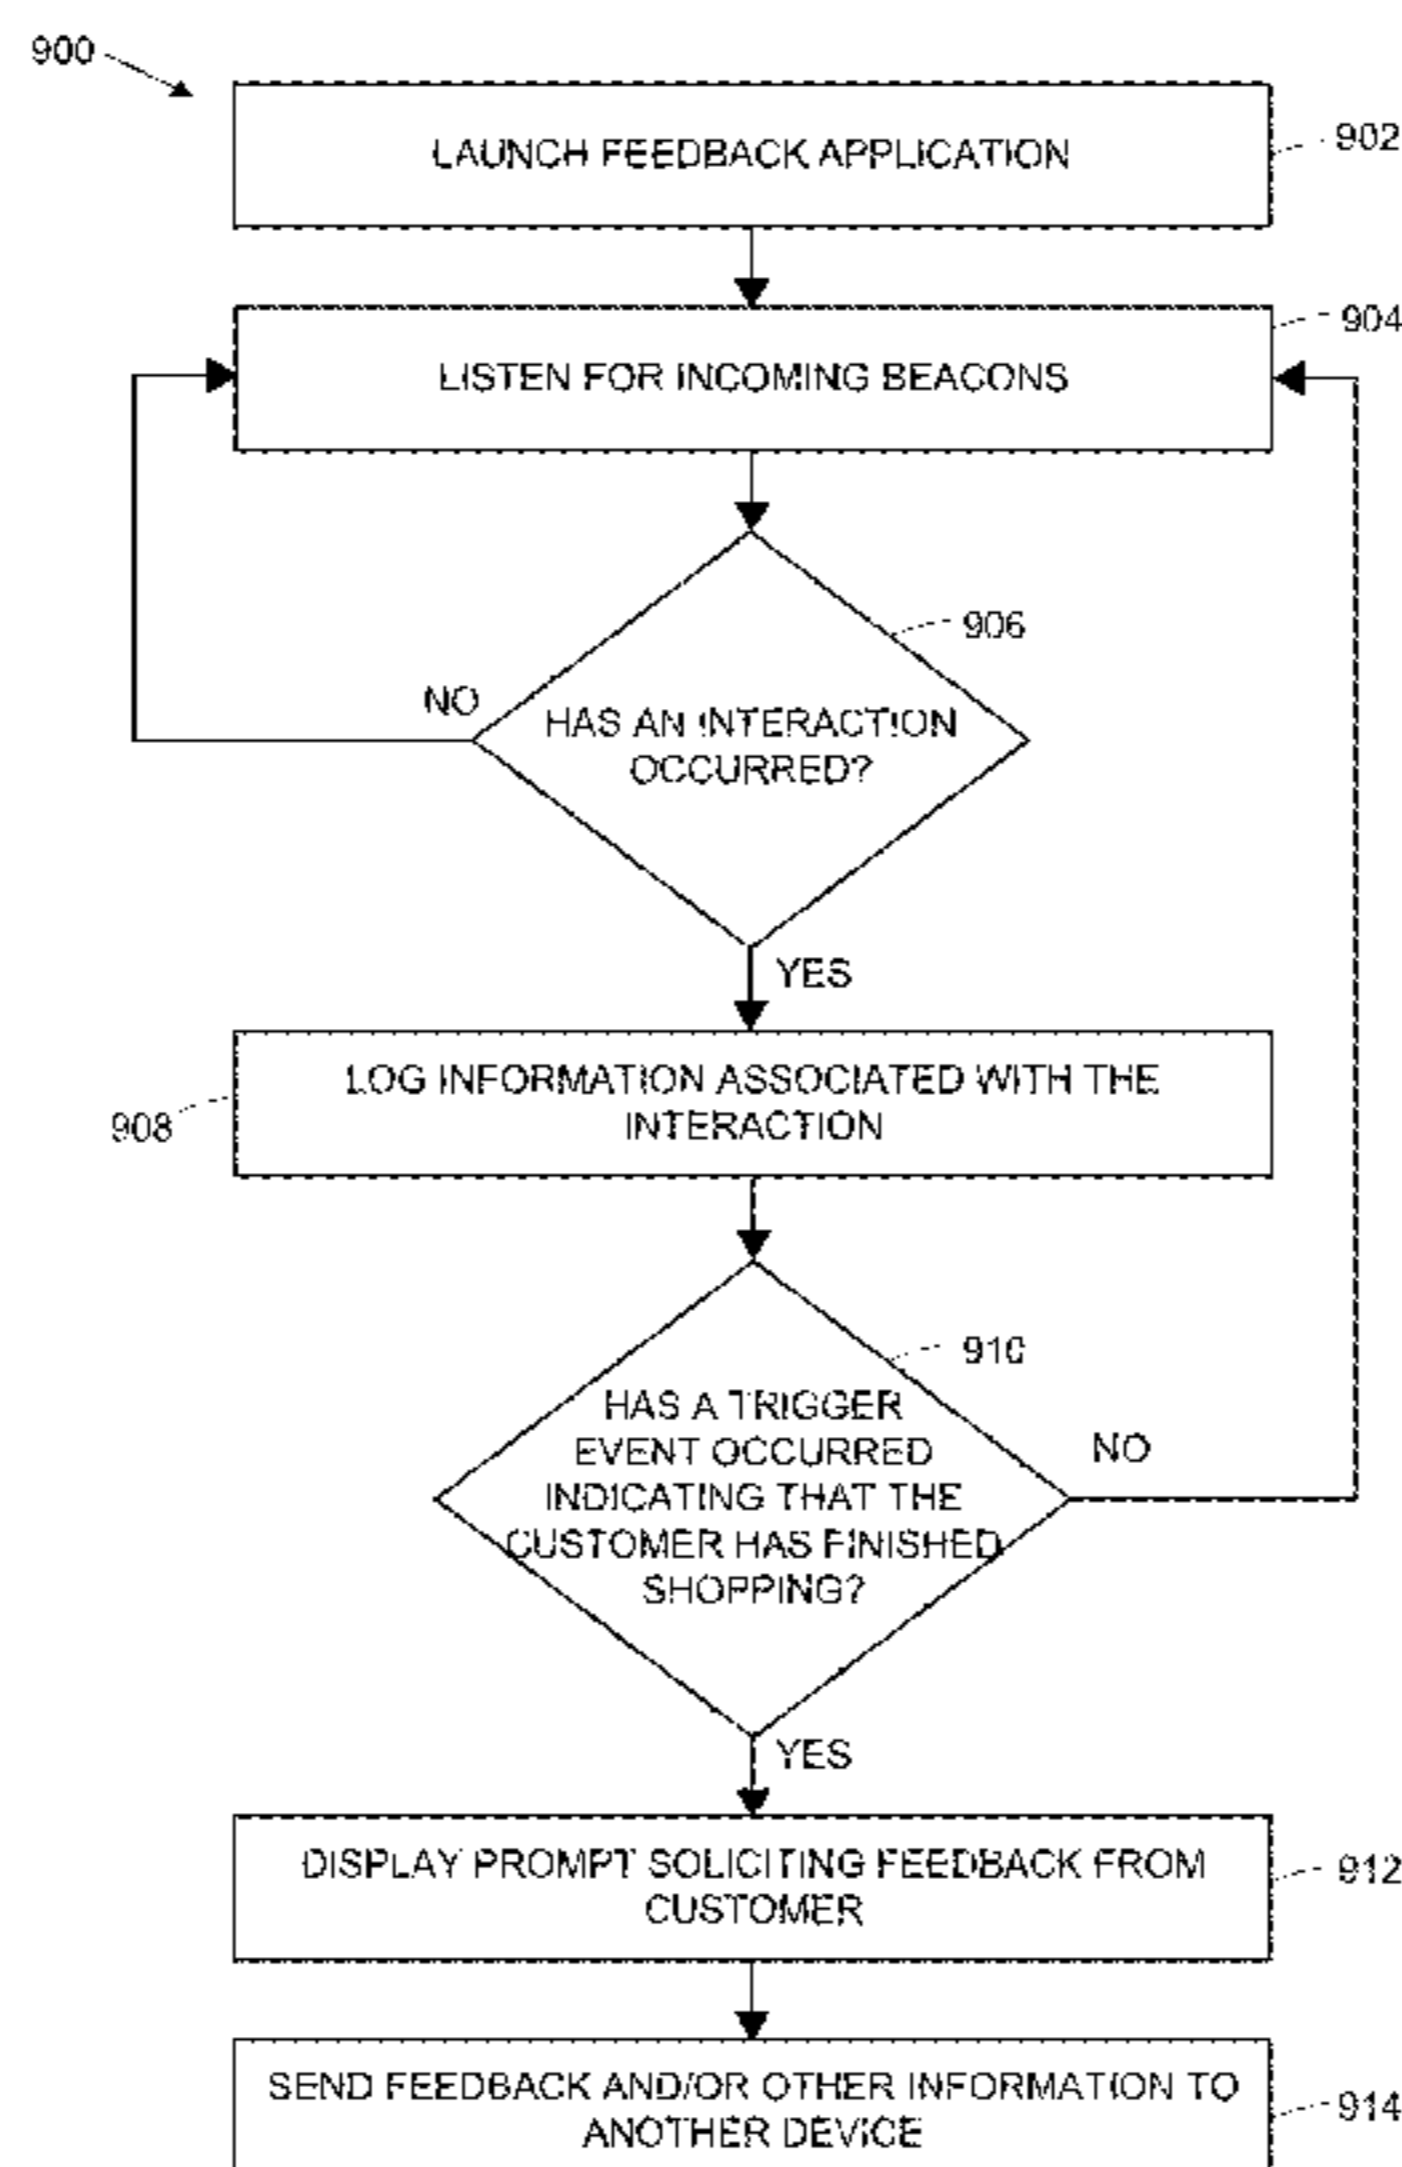 900
LAUNCH FEEDBACK APPLICATION
902
LISTEN FOR INCOMING BEACONS
904
906
NO
HAS AN INTERACTION
OCCURRED?
YES
LOG INFORMATION ASSOCIATED WITH THE
INTERACTION
908
910
HAS A TRIGGER
EVENT OCCURRED
INDICATING THAT THE
CUSTOMER HAS FINISHED
SHOPPING?
NO
YES
DISPLAY PROMPT SOLICITING FEEDBACK FROM
CUSTOMER
912
SEND FEEDBACK AND/OR OTHER INFORMATION TO
ANOTHER DEVICE
914